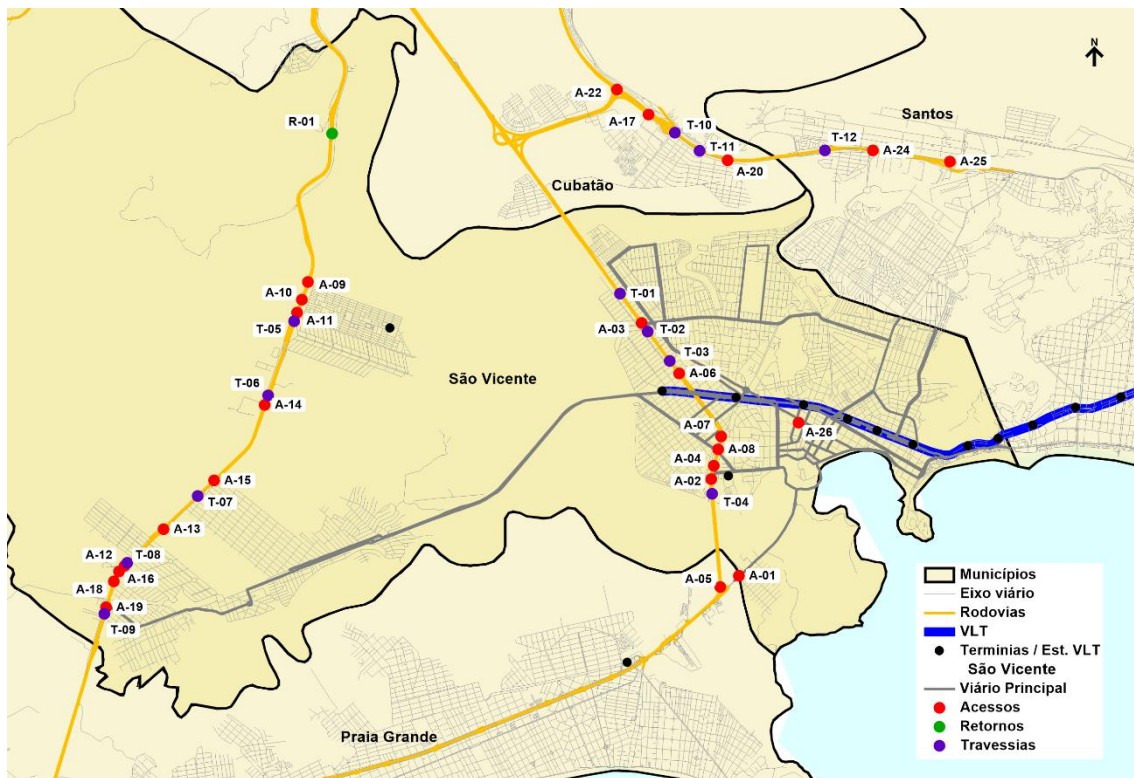 N
A-22
Santos
R-01
A-17
T-10
T-11
T-12
A-24
A-25
A-20
Cubatão
A-09
T-01
A-10
A-11
T-05
A-03
T-02
T-03
São Vicente
A-06
T-06
A-14
A-07
A-26
A-08
A-04
A-15
A-02
T-07
T-04
A-13
A-12
T-08
A-16
A-18
A-05
A-01
A-19
T-09
Praia Grande
Municípios
Eixo viário
Rodovias
VLT
Terminias / Est. VLT
São Vicente
Viário Principal
Acessos
Retornos
Travessias